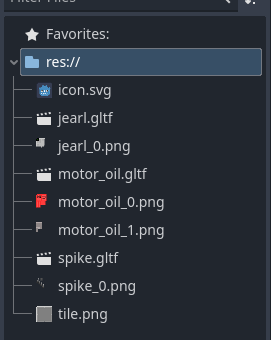 Filter Files
Favorites:
res://
icon.svg
jearl.gltf
jearl_0.png
motor_oil.gltf
motor_oil_0.png
motor_oil_1.png
spike.gltf
spike_0.png
tile.png